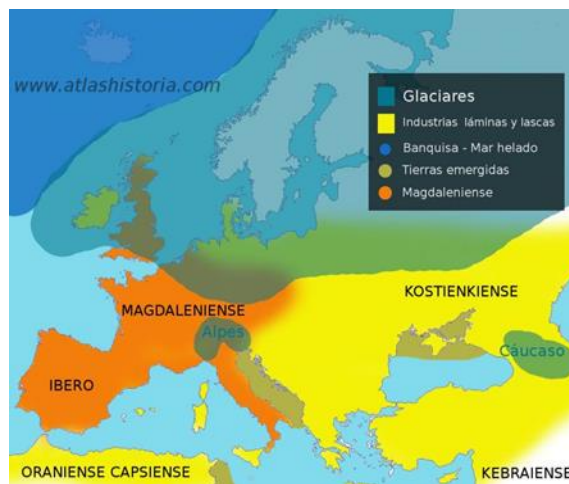 www.atlashistoria.com
Glaciares
Industrias láminas y lascas
Banquisa - Mar helado
Tierras emergidas
Magdaleniense
KOSTIENKIENSE
MAGDALENIENSE
Alpes
Cáucaso
IBERO
ORANIENSE CAPSIENSE
KEBRAIENSE